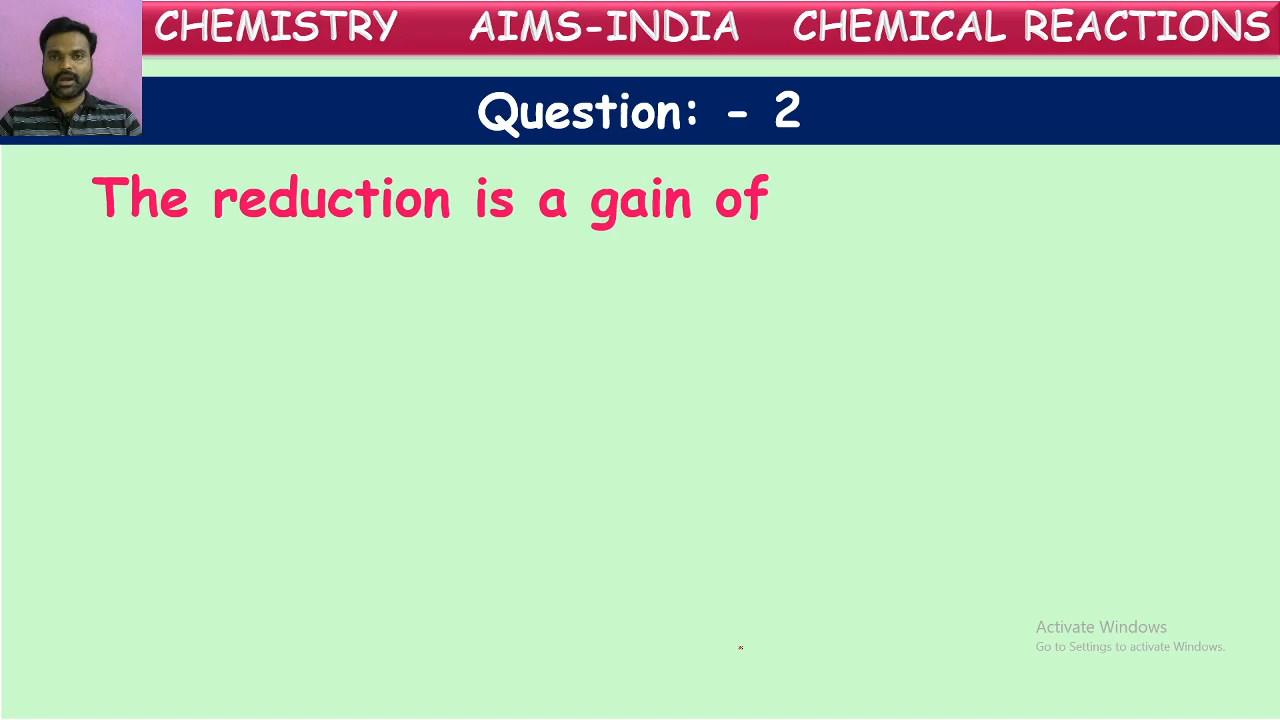 CHEMISTRY AIMS-INDIA CHEMICAL REACTIONS
Question: - 2
The reduction is a gain of
Activate Windows
Go to Settings to activate Windows.